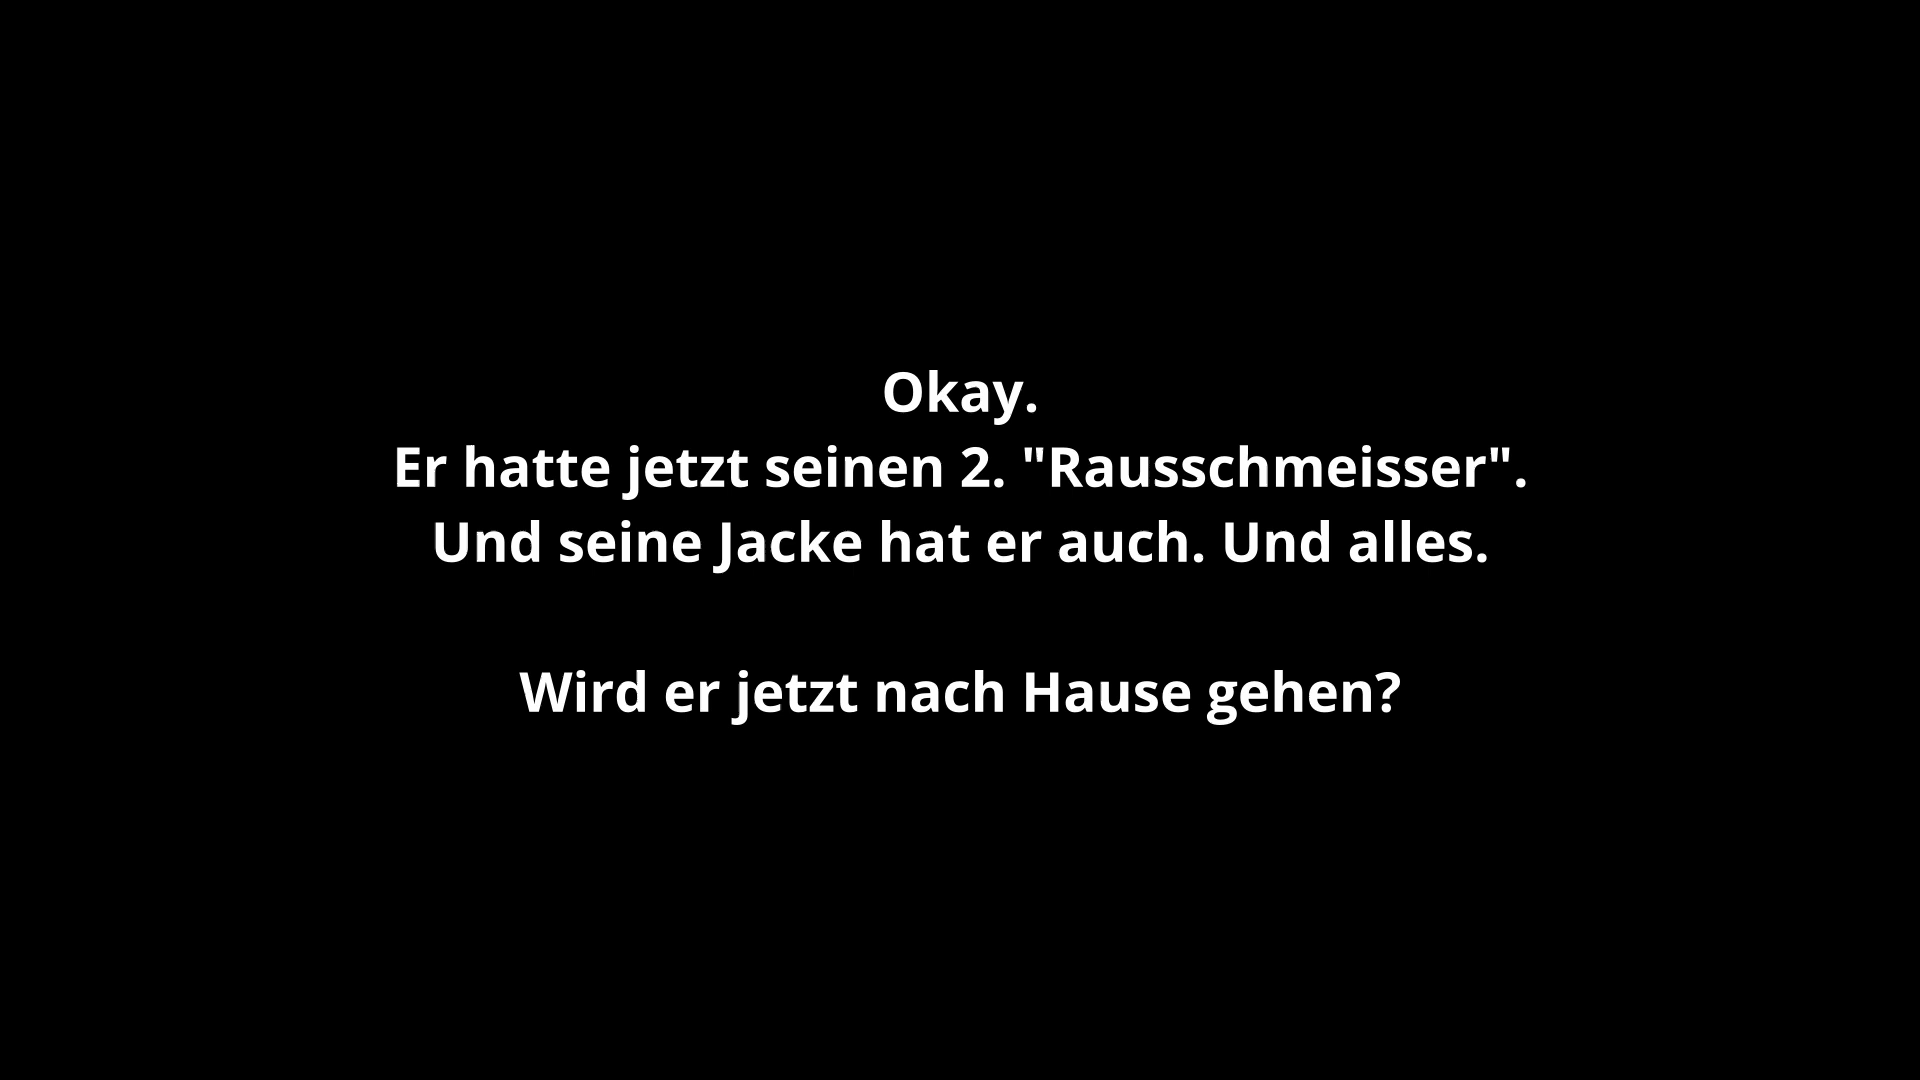 Okay.
Er hatte jetzt seinen 2. "Rausschmeisser".
Und seine Jacke hat er auch. Und alles.
Wird er jetzt nach Hause gehen?